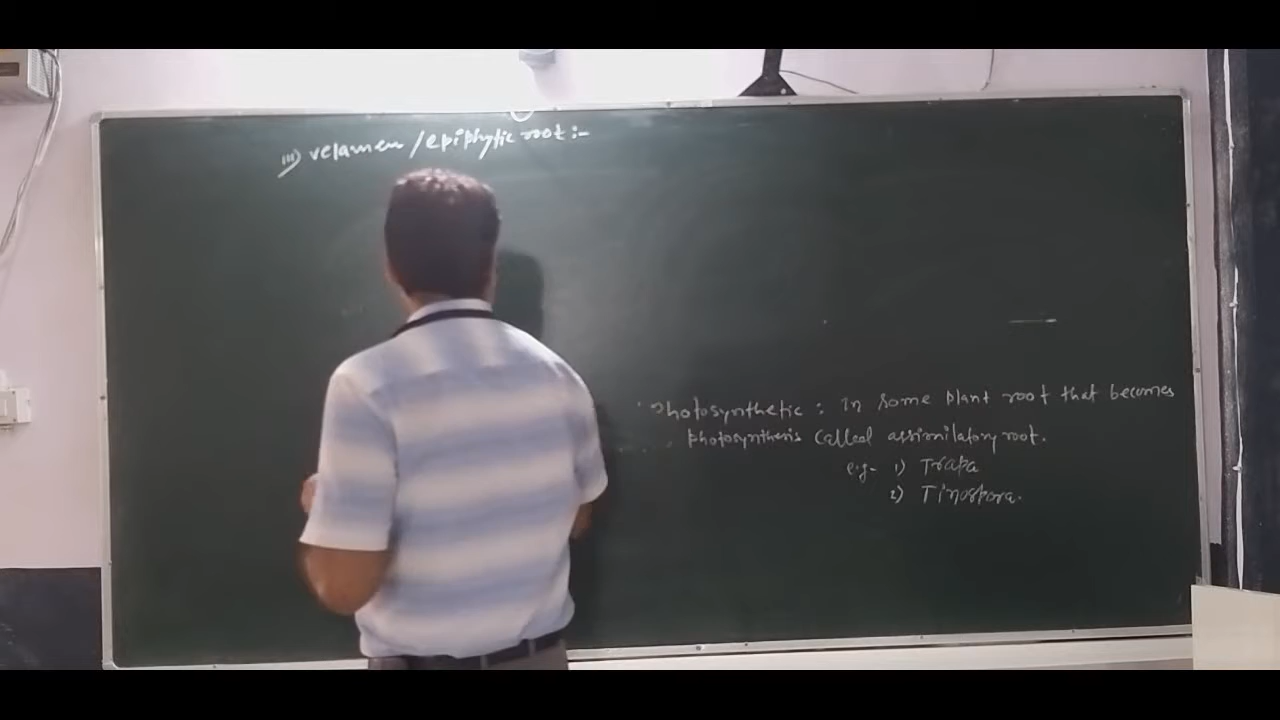 iii) velamen / epiphytic root :-
Photosynthetic : In some plant root that becomes
photosynthesis called assimilatory root.
e.g- 1) Trapa
2) Tinospora.